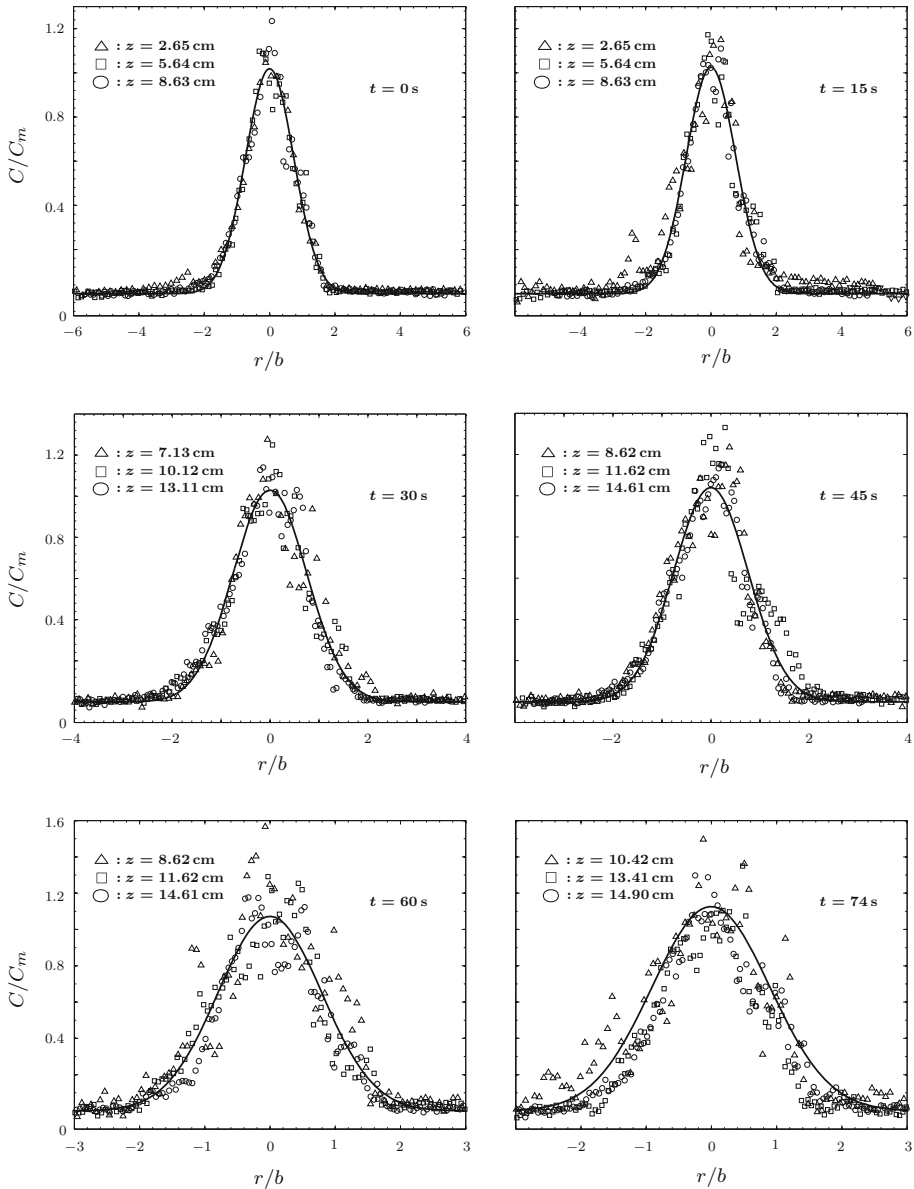 1.2
△ : z = 2.65 cm
□ : z = 5.64 cm
○ : z = 8.63 cm
t = 0 s
C/Cm
0.8
0.4
0
−6 −4 −2 0 2 4 6
r/b
△ : z = 2.65 cm
□ : z = 5.64 cm
○ : z = 8.63 cm
t = 15 s
−4 −2 0 2 4 6
r/b
1.2
△ : z = 7.13 cm
□ : z = 10.12 cm
○ : z = 13.11 cm
t = 30 s
C/Cm
0.8
0.4
0
−4 −2 0 2 4
r/b
△ : z = 8.62 cm
□ : z = 11.62 cm
○ : z = 14.61 cm
t = 45 s
−2 0 2 4
r/b
1.6
△ : z = 8.62 cm
□ : z = 11.62 cm
○ : z = 14.61 cm
1.2
t = 60 s
C/Cm
0.8
0.4
0
−3 −2 −1 0 1 2 3
r/b
△ : z = 10.42 cm
□ : z = 13.41 cm
○ : z = 14.90 cm
t = 74 s
−2 −1 0 1 2 3
r/b